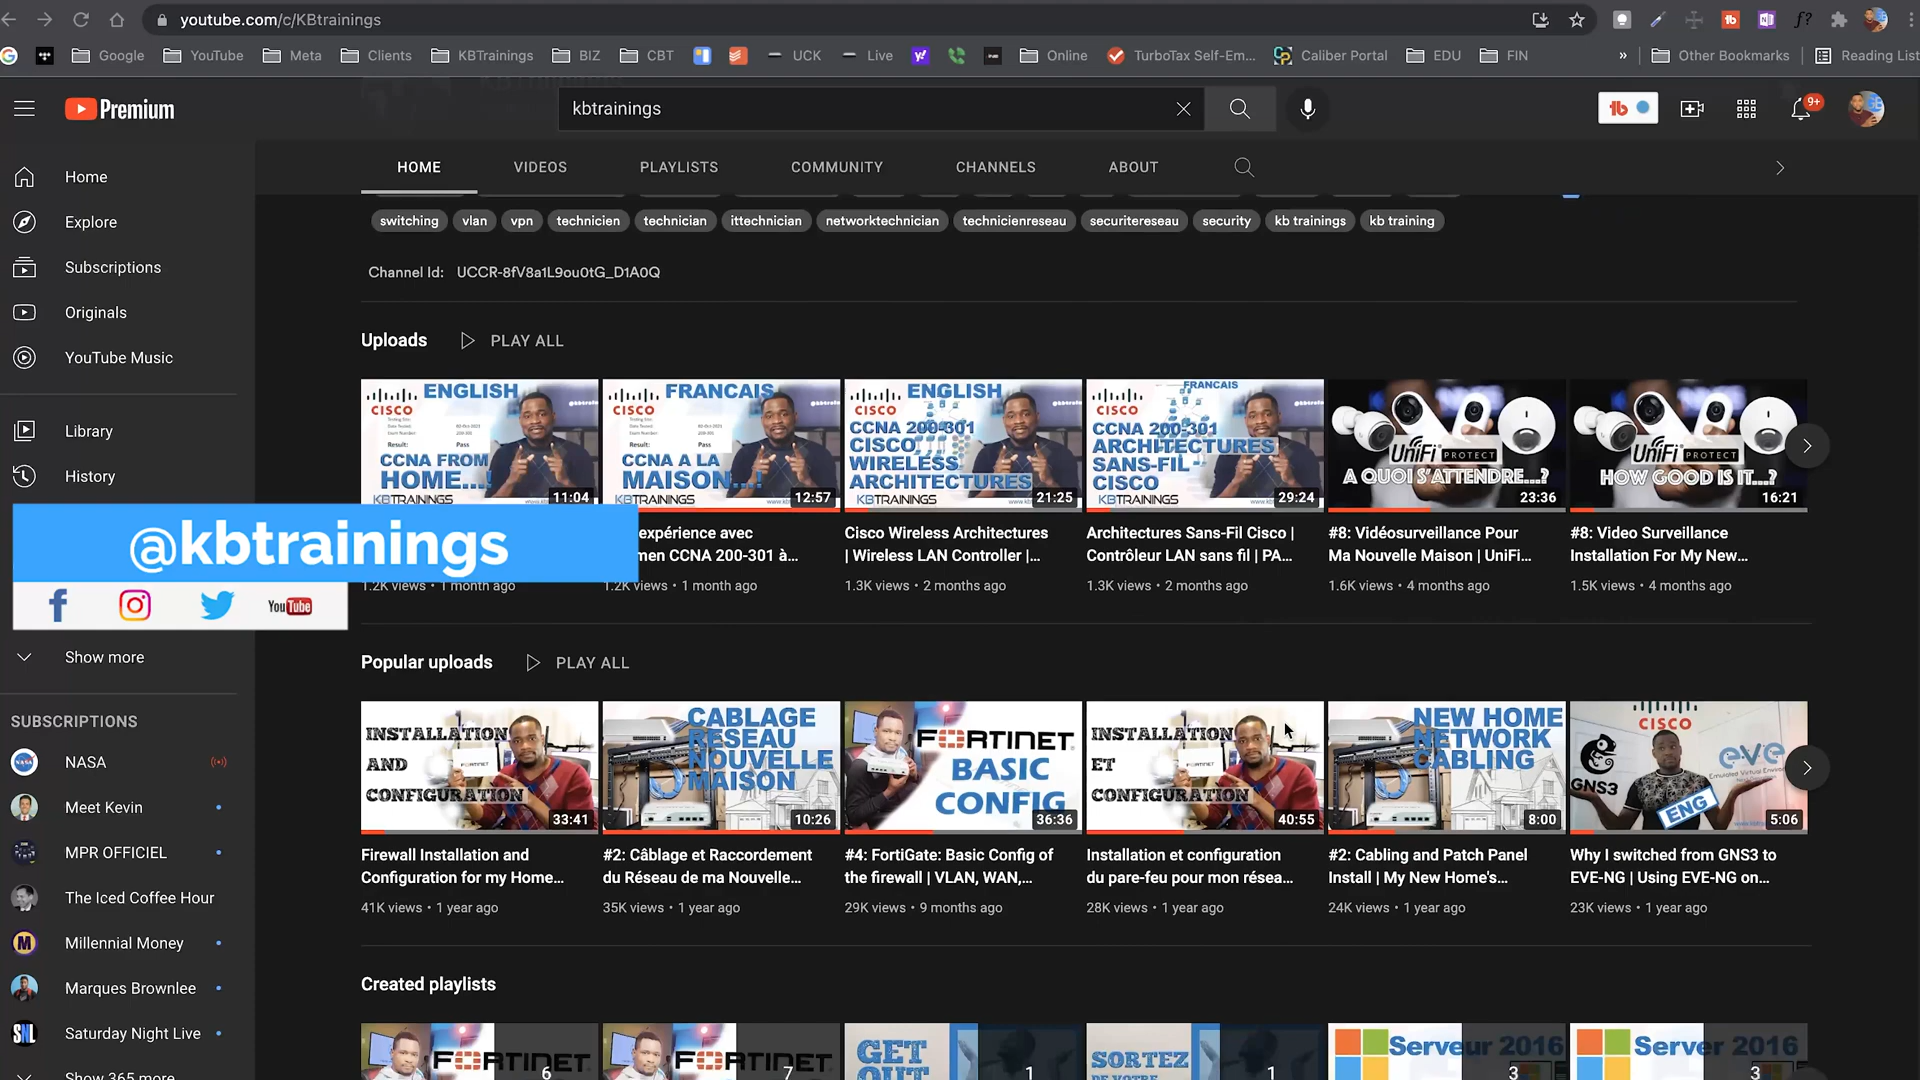 youtube.com/c/KBtrainings
Google YouTube Meta Clients KBTrainings BIZ CBT UCK Live Online TurboTax Self-Em... Caliber Portal EDU FIN » Other Bookmarks Reading List
Premium
kbtrainings
9+
HOME VIDEOS PLAYLISTS COMMUNITY CHANNELS ABOUT
switching vlan vpn technicien technician ittechnician networktechnician technicienreseau securitereseau security kb trainings kb training
Channel Id: UCCR-8fV8a1L9ou0tG_D1A0Q
Home
Explore
Subscriptions
Originals
YouTube Music
Library
History
@kbtrainings
YouTube
Show more
SUBSCRIPTIONS
NASA
Meet Kevin
MPR OFFICIEL
The Iced Coffee Hour
Millennial Money
Marques Brownlee
Saturday Night Live
Show 365 more
Uploads PLAY ALL
ENGLISH
CISCO
Result: Pass
CCNA FROM
HOME...!
KBTRAININGS
11:04
FRANCAIS
CISCO
Result: Pass
CCNA A LA
MAISON...!
KBTRAININGS
12:57
ENGLISH
CISCO
CCNA 200-301
CISCO
WIRELESS
ARCHITECTURES
21:25
FRANCAIS
CISCO
CCNA 200-301
ARCHITECTURES
SANS-FIL
CISCO
29:24
UniFi PROTECT
A QUOI S'ATTENDRE...?
23:36
UniFi PROTECT
HOW GOOD IS IT....?
16:21
expérience avec
men CCNA 200-301 à...
1.2K views • 1 month ago
1.2K views • 1 month ago
Cisco Wireless Architectures
| Wireless LAN Controller |...
1.3K views • 2 months ago
Architectures Sans-Fil Cisco |
Contrôleur LAN sans fil | PA...
1.3K views • 2 months ago
#8: Vidéosurveillance Pour
Ma Nouvelle Maison | UniFi...
1.6K views • 4 months ago
#8: Video Surveillance
Installation For My New...
1.5K views • 4 months ago
Popular uploads PLAY ALL
INSTALLATION
AND
CONFIGURATION
FORTINET
33:41
CABLAGE
RESEAU
NOUVELLE
MAISON
10:26
FORTINET
BASIC
CONFIG
36:36
INSTALLATION
ET
CONFIGURATION
FORTINET
40:55
NEW HOME
NETWORK
CABLING
8:00
CISCO
GNS3
eve
ENG
5:06
Firewall Installation and
Configuration for my Home...
41K views • 1 year ago
#2: Câblage et Raccordement
du Réseau de ma Nouvelle...
35K views • 1 year ago
#4: FortiGate: Basic Config of
the firewall | VLAN, WAN,...
29K views • 9 months ago
Installation et configuration
du pare-feu pour mon résea...
28K views • 1 year ago
#2: Cabling and Patch Panel
Install | My New Home's...
24K views • 1 year ago
Why I switched from GNS3 to
EVE-NG | Using EVE-NG on...
23K views • 1 year ago
Created playlists
FORTINET
6
FORTINET
7
GET
OUT
1
SORTEZ
1
Serveur 2016
3
Server 2016
3